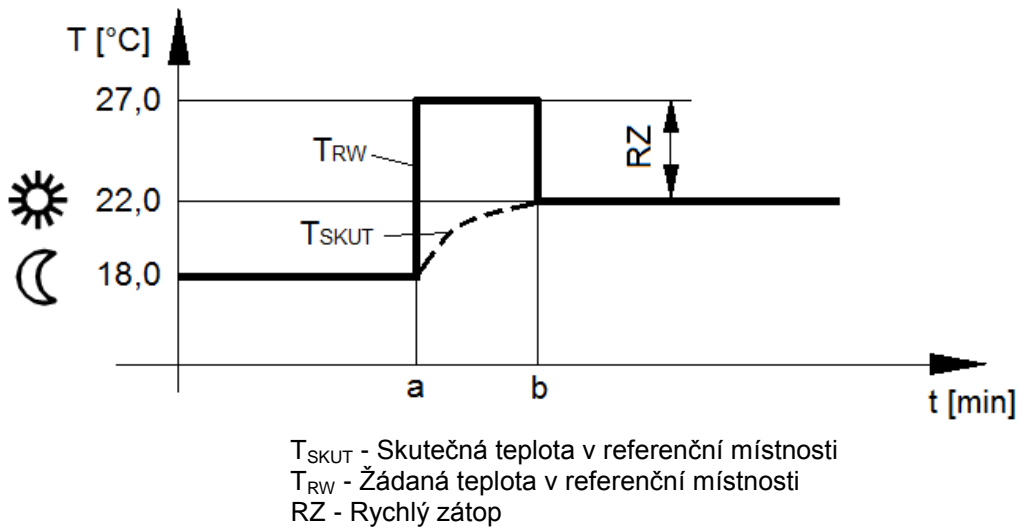 T [°C]
27,0
TRW
RZ
22,0
TSKUT
18,0
a
b
t [min]
TSKUT - Skutečná teplota v referenční místnosti
TRW - Žádaná teplota v referenční místnosti
RZ - Rychlý zátop